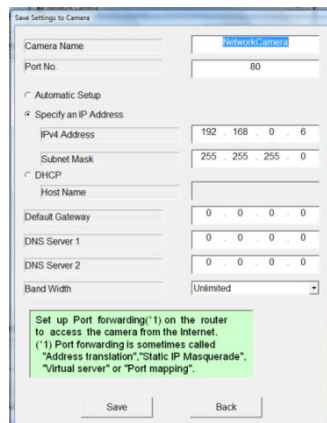 Save Settings to Camera
Camera Name NetworkCamera
Port No. 80
Automatic Setup
Specify an IP Address
IPv4 Address 192 . 168 . 0 . 6
Subnet Mask 255 . 255 . 255 . 0
DHCP
Host Name
Default Gateway 0 . 0 . 0 . 0
DNS Server 1 0 . 0 . 0 . 0
DNS Server 2 0 . 0 . 0 . 0
Band Width Unlimited
Set up Port forwarding(*1) on the router
to access the camera from the Internet.
(*1) Port forwarding is sometimes called
"Address translation","Static IP Masquerade",
"Virtual server" or "Port mapping".
Save Back